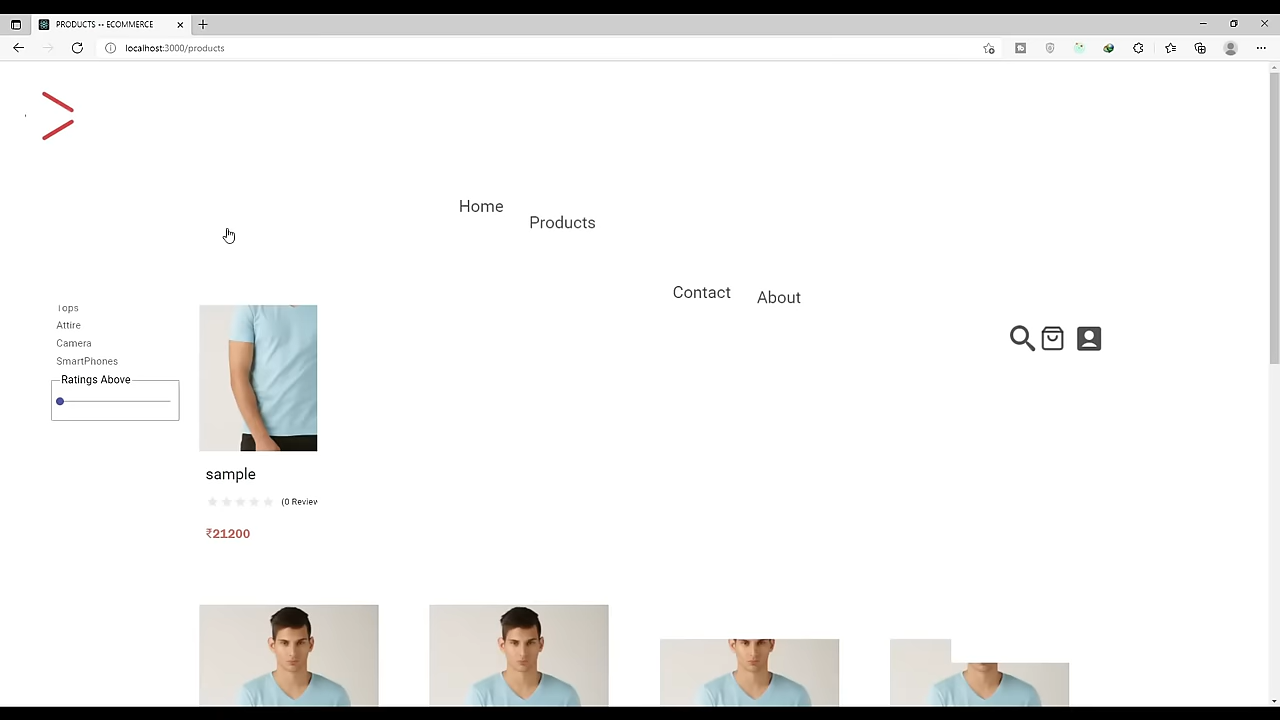 PRODUCTS -- ECOMMERCE
localhost:3000/products
Home
Products
Contact
About
Tops
Attire
Camera
SmartPhones
Ratings Above
sample
(0 Review
₹21200